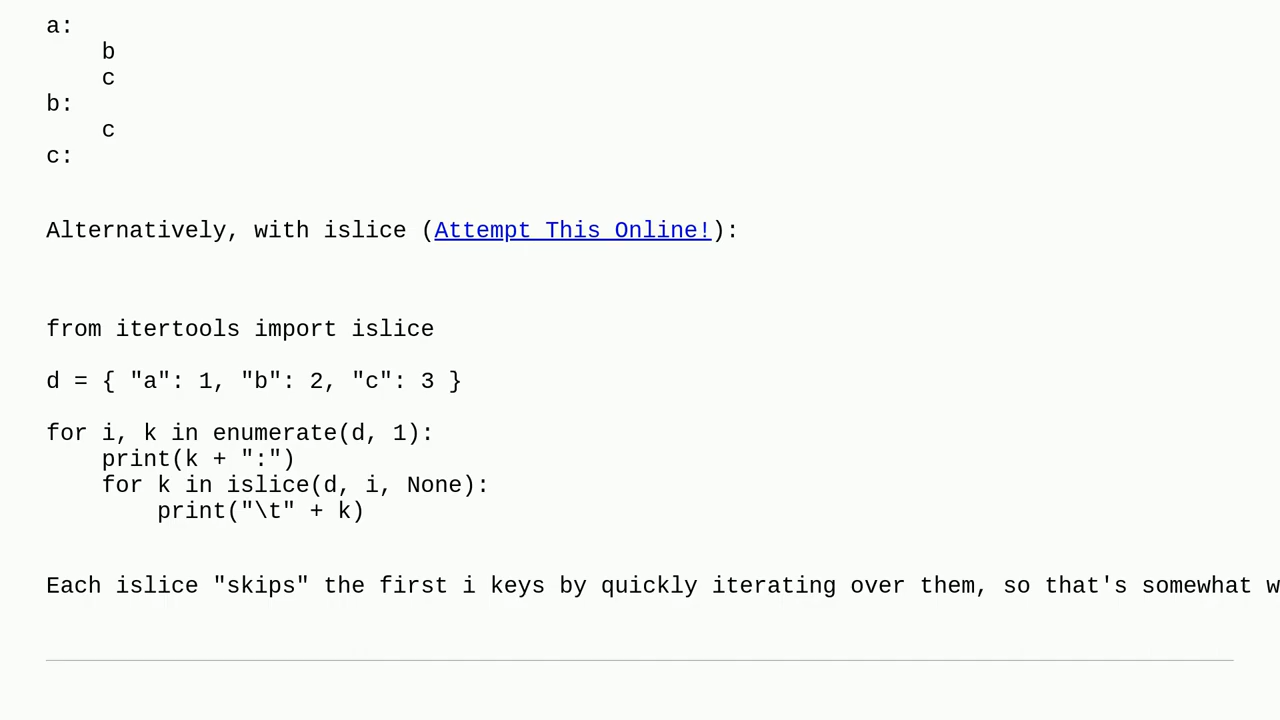 a:
    b
    c
b:
    c
c:
Alternatively, with islice (Attempt This Online!):
from itertools import islice
d = { "a": 1, "b": 2, "c": 3 }
for i, k in enumerate(d, 1):
    print(k + ":")
    for k in islice(d, i, None):
        print("\t" + k)
Each islice "skips" the first i keys by quickly iterating over them, so that's somewhat